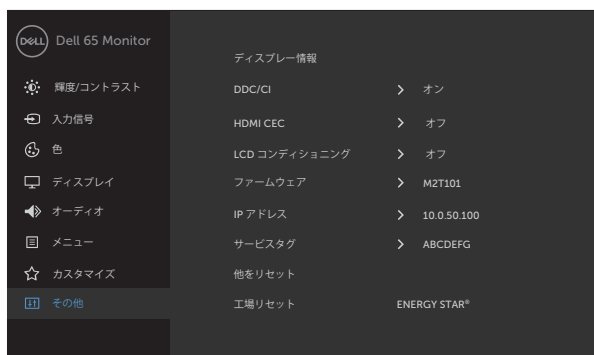 DELL Dell 65 Monitor
輝度/コントラスト
入力信号
色
ディスプレイ
オーディオ
メニュー
カスタマイズ
その他
ディスプレー情報
DDC/CI オン
HDMI CEC オフ
LCD コンディショニング オフ
ファームウェア M2T101
IP アドレス 10.0.50.100
サービスタグ ABCDEFG
他をリセット
工場リセット ENERGY STAR®